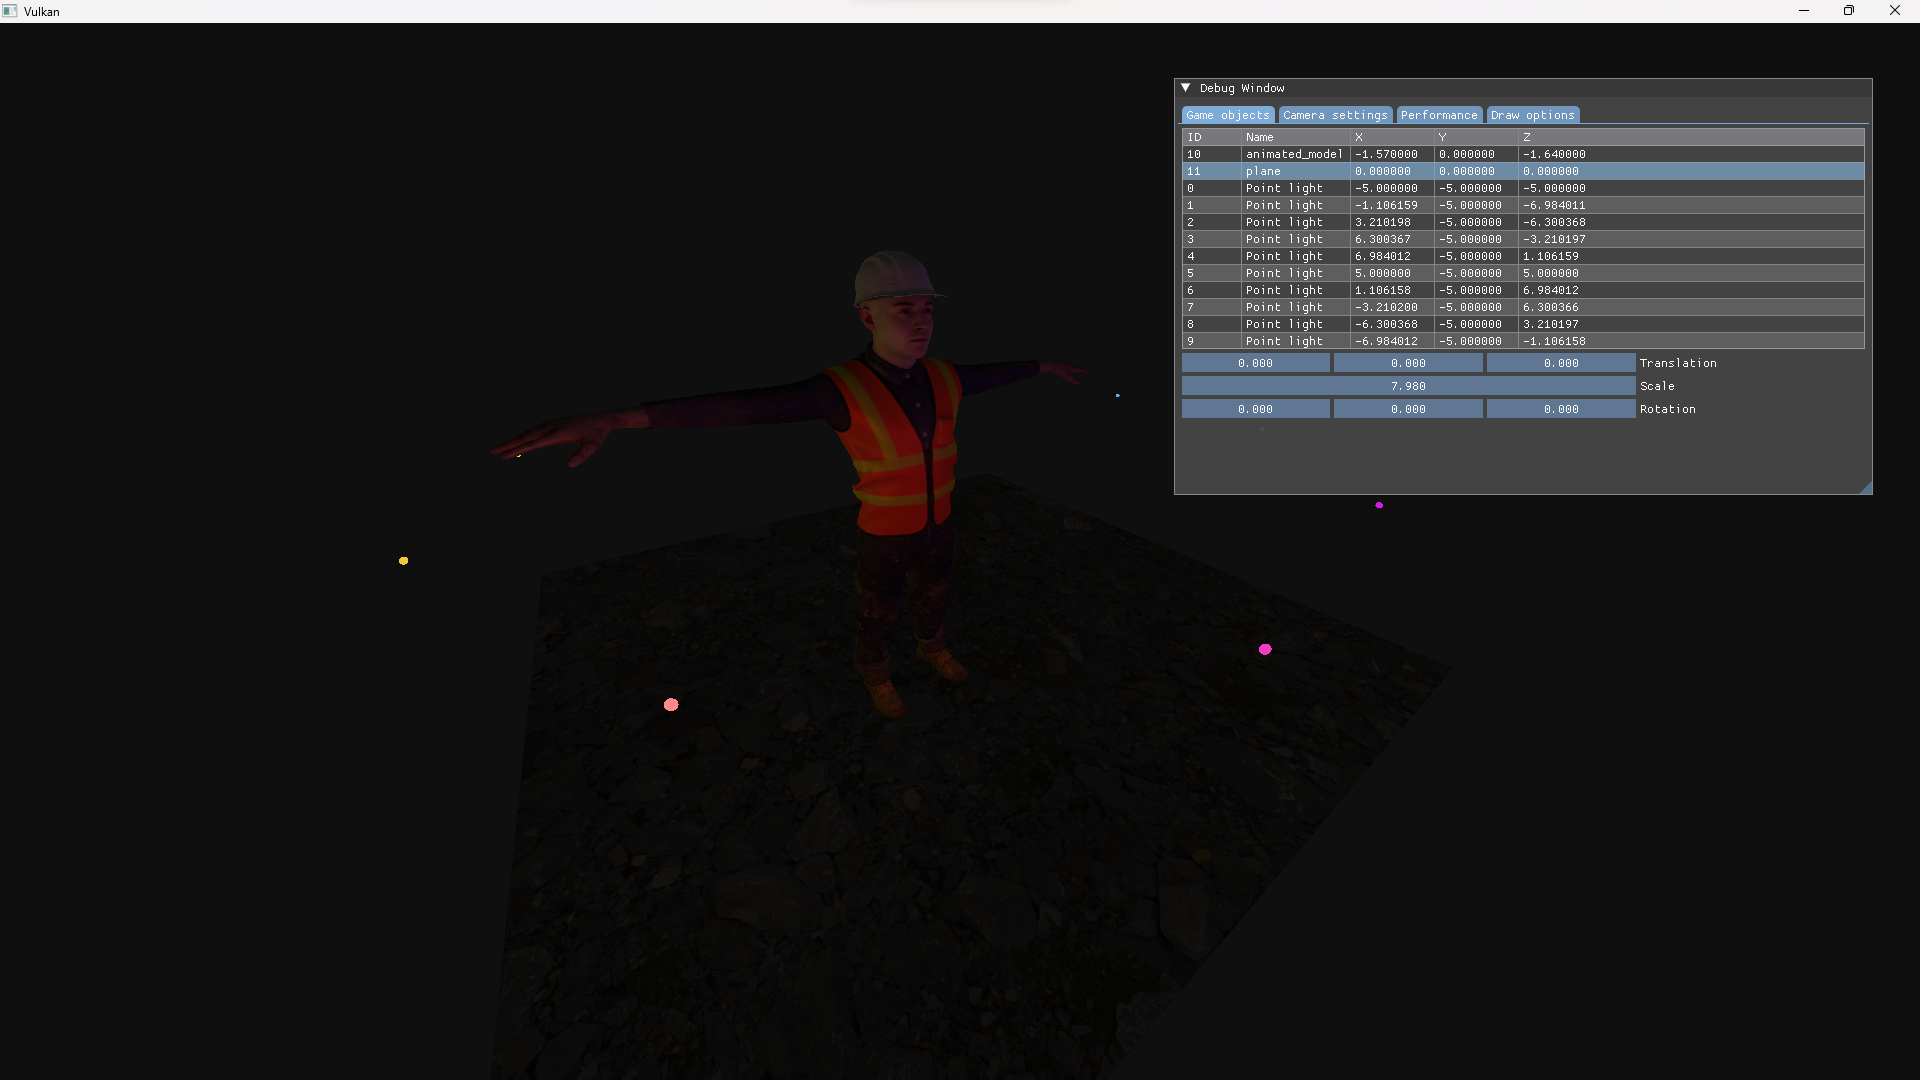 Vulkan
Debug Window
Game objects Camera settings Performance Draw options
ID Name X Y Z
10 animated_model -1.570000 0.000000 -1.640000
11 plane 0.000000 0.000000 0.000000
0 Point light -5.000000 -5.000000 -5.000000
1 Point light -1.106159 -5.000000 -6.984011
2 Point light 3.210198 -5.000000 -6.300368
3 Point light 6.300367 -5.000000 -3.210197
4 Point light 6.984012 -5.000000 1.106159
5 Point light 5.000000 -5.000000 5.000000
6 Point light 1.106158 -5.000000 6.984012
7 Point light -3.210200 -5.000000 6.300366
8 Point light -6.300368 -5.000000 3.210197
9 Point light -6.984012 -5.000000 -1.106158
0.000 0.000 0.000 Translation
7.980 Scale
0.000 0.000 0.000 Rotation